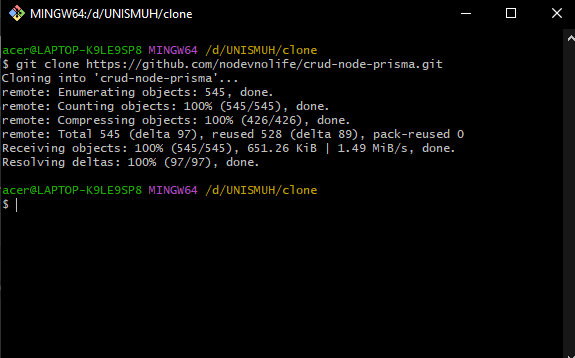 MINGW64:/d/UNISMUH/clone
acer@LAPTOP-K9LE9SP8 MINGW64 /d/UNISMUH/clone
$ git clone https://github.com/nodevnolife/crud-node-prisma.git
Cloning into 'crud-node-prisma'...
remote: Enumerating objects: 545, done.
remote: Counting objects: 100% (545/545), done.
remote: Compressing objects: 100% (426/426), done.
remote: Total 545 (delta 97), reused 528 (delta 89), pack-reused 0
Receiving objects: 100% (545/545), 651.26 KiB | 1.49 MiB/s, done.
Resolving deltas: 100% (97/97), done.
acer@LAPTOP-K9LE9SP8 MINGW64 /d/UNISMUH/clone
$